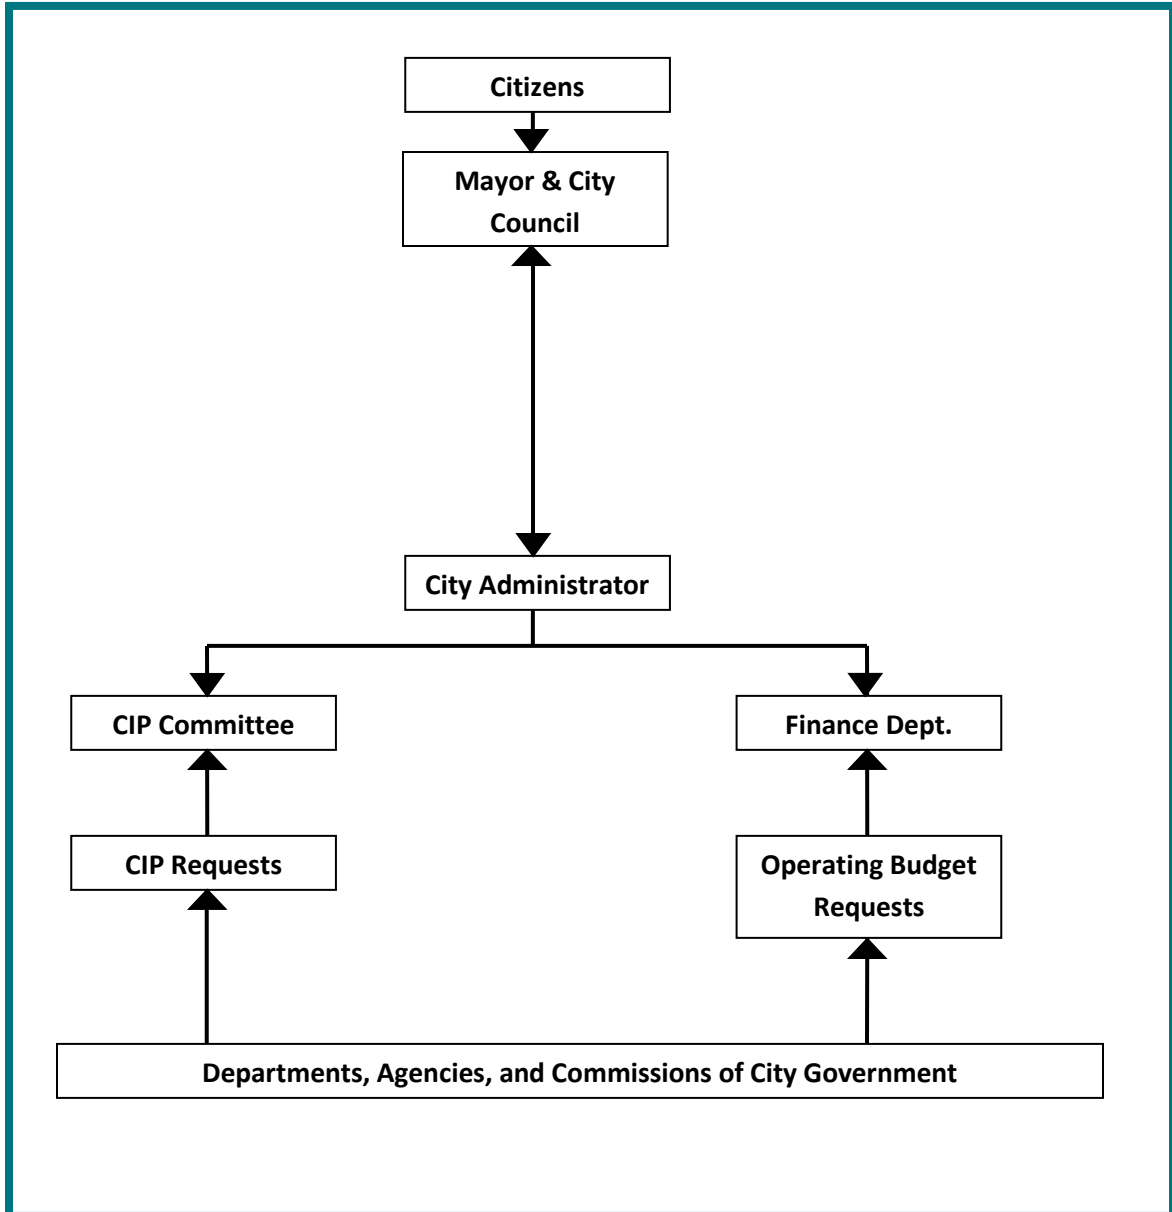 Citizens
Mayor & City
Council
City Administrator
CIP Committee
Finance Dept.
CIP Requests
Operating Budget
Requests
Departments, Agencies, and Commissions of City Government